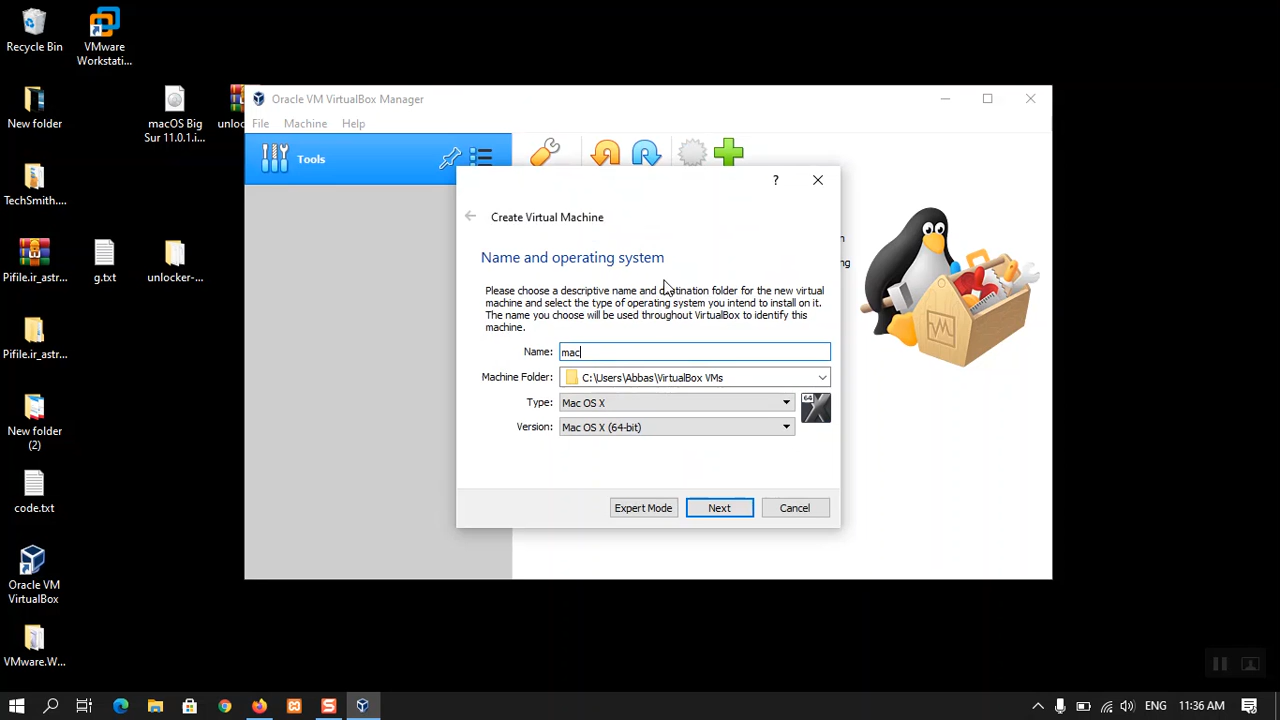 Recycle Bin
VMware
Workstati...
New folder
macOS Big
Sur 11.0.1.i...
unlo
TechSmith....
Pifile.ir_astr...
g.txt
unlocker-...
Pifile.ir_astr...
New folder
(2)
code.txt
Oracle VM
VirtualBox
VMware.W...
Oracle VM VirtualBox Manager
File
Machine
Help
Tools
?
Create Virtual Machine
Name and operating system
Please choose a descriptive name and destination folder for the new virtual
machine and select the type of operating system you intend to install on it.
The name you choose will be used throughout VirtualBox to identify this
machine.
Name: mac
Machine Folder: C:\Users\Abbas\VirtualBox VMs
Type: Mac OS X
64
Version: Mac OS X (64-bit)
Expert Mode
Next
Cancel
n
ng
ENG
11:36 AM